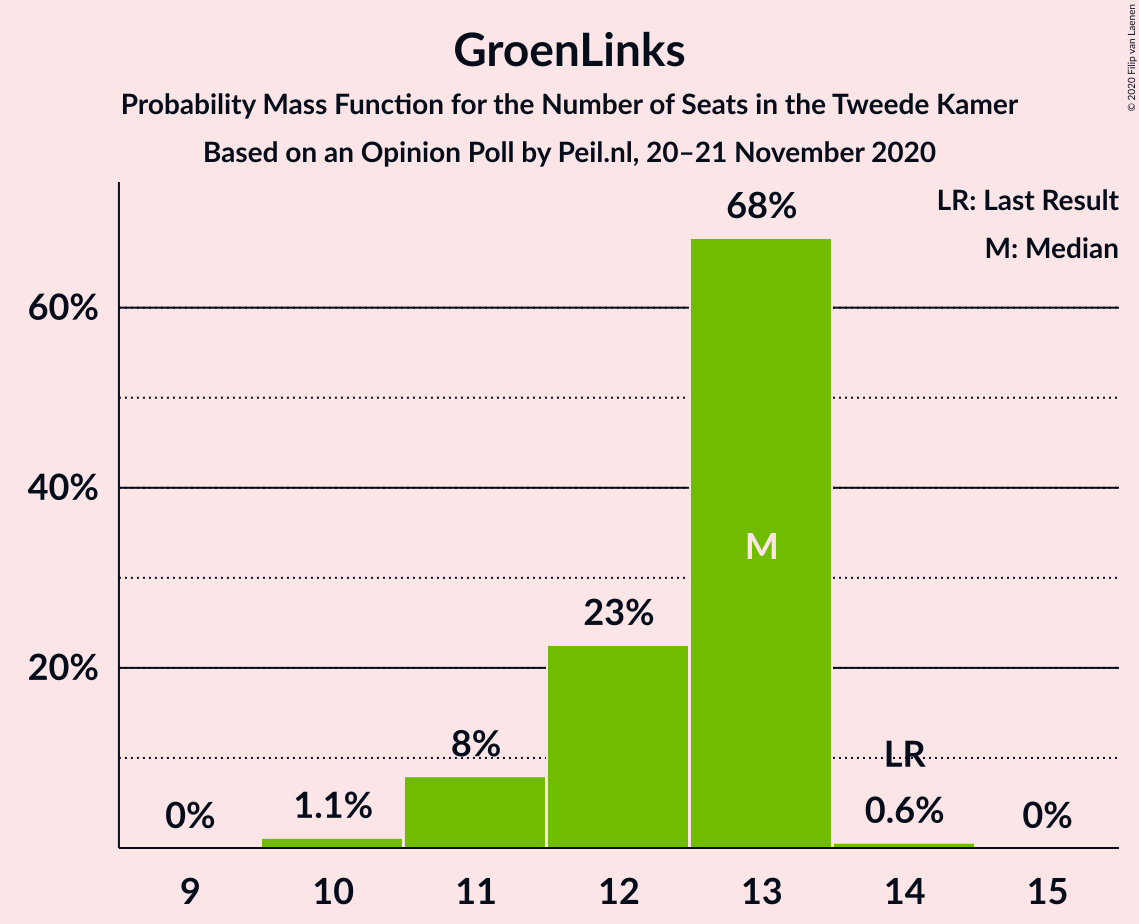 GroenLinks
Probability Mass Function for the Number of Seats in the Tweede Kamer
Based on an Opinion Poll by Peil.nl, 20–21 November 2020
© 2020 Filip van Laenen
LR: Last Result
M: Median
68%
60%
40%
M
23%
20%
8%
LR
0%
1.1%
0.6%
0%
9 10 11 12 13 14 15